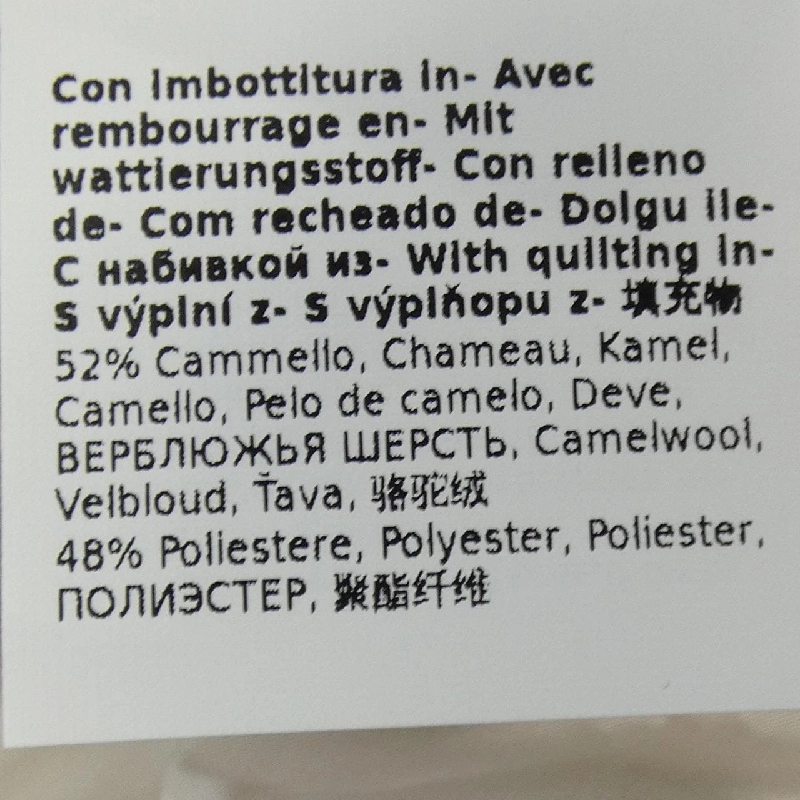 Con Imbottitura in- Avec
rembourrage en- Mit
wattierungsstoff- Con relleno
de- Com recheado de- Dolgu ile-
С набивкой из- With quilting in-
S výplní z- S výplňopu z- 填充物
52% Cammello, Chameau, Kamel,
Camello, Pelo de camelo, Deve,
ВЕРБЛЮЖЬЯ ШЕРСТЬ, Camelwool,
Velbloud, Ťava, 骆驼绒
48% Poliestere, Polyester, Poliester,
ПОЛИЭСТЕР, 聚酯纤维